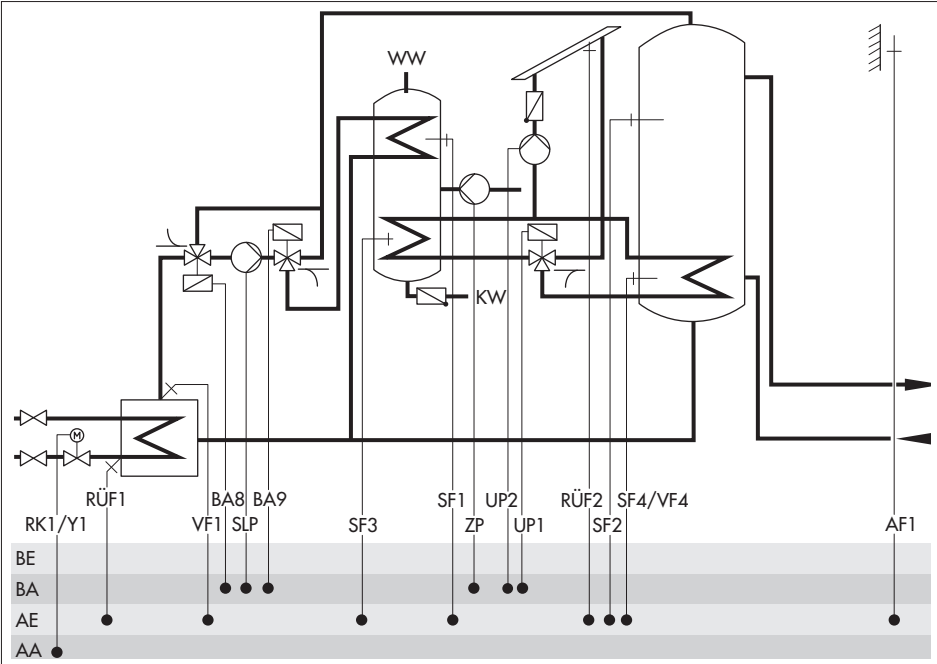 WW
KW
M
RÜF1
BA8
BA9
SF1
UP2
RÜF2
SF4/VF4
RK1/Y1
VF1
SLP
SF3
ZP
UP1
SF2
AF1
BE
BA
AE
AA